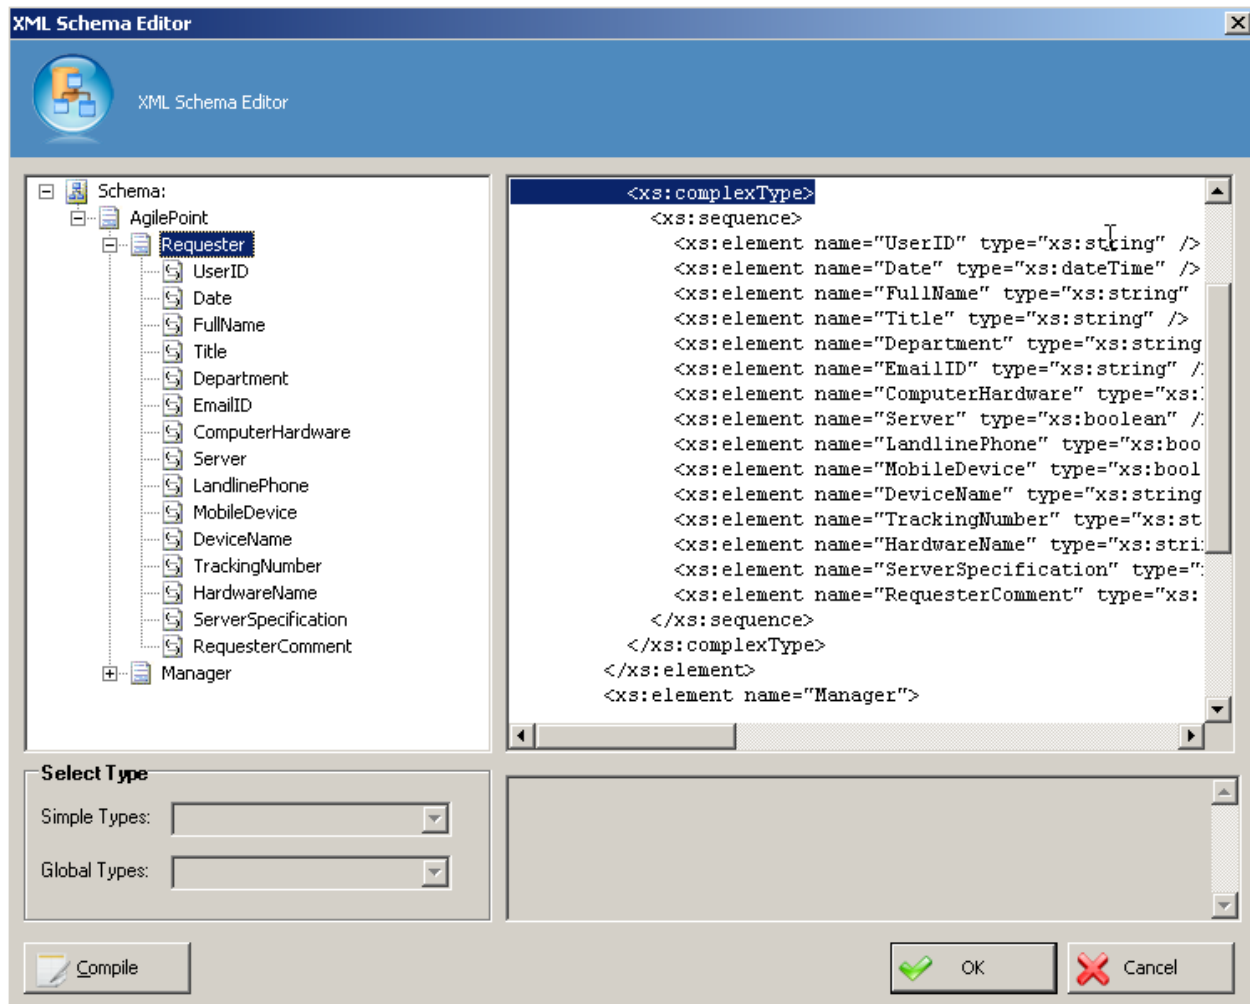 XML Schema Editor
XML Schema Editor
Schema:
AgilePoint
Requester
UserID
Date
FullName
Title
Department
EmailID
ComputerHardware
Server
LandlinePhone
MobileDevice
DeviceName
TrackingNumber
HardwareName
ServerSpecification
RequesterComment
Manager
<xs:complexType>
<xs:sequence>
<xs:element name="UserID" type="xs:string" />
<xs:element name="Date" type="xs:dateTime" />
<xs:element name="FullName" type="xs:string"
<xs:element name="Title" type="xs:string" />
<xs:element name="Department" type="xs:string
<xs:element name="EmailID" type="xs:string" /
<xs:element name="ComputerHardware" type="xs:
<xs:element name="Server" type="xs:boolean" /
<xs:element name="LandlinePhone" type="xs:boo
<xs:element name="MobileDevice" type="xs:bool
<xs:element name="DeviceName" type="xs:string
<xs:element name="TrackingNumber" type="xs:st
<xs:element name="HardwareName" type="xs:stri
<xs:element name="ServerSpecification" type="
<xs:element name="RequesterComment" type="xs:
</xs:sequence>
</xs:complexType>
</xs:element>
<xs:element name="Manager">
Select Type
Simple Types:
Global Types:
Compile
OK
Cancel